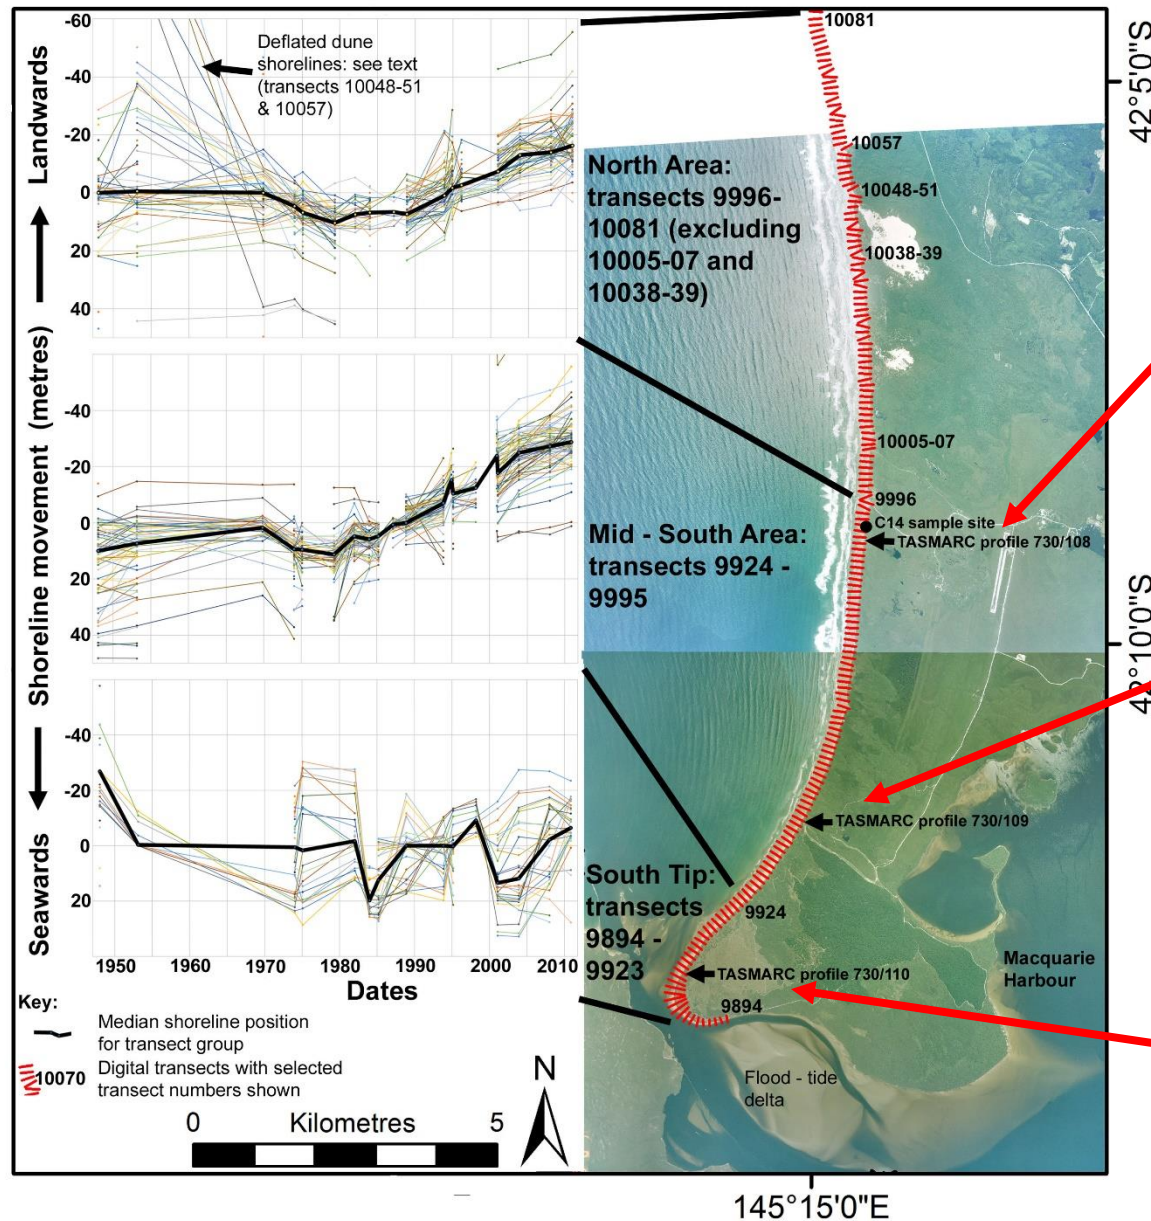 Landwards
Shoreline movement (metres)
Seawards
-60
-40
-20
0
20
40
Deflated dune
shorelines: see text
(transects 10048-51
& 10057)
-40
-20
0
20
40
-40
-20
0
20
1950
1960
1970
1980
1990
2000
2010
Dates
Key:
Median shoreline position
for transect group
10070
Digital transects with selected
transect numbers shown
0
Kilometres
5
N
North Area:
transects 9996-
10081 (excluding
10005-07 and
10038-39)
Mid - South Area:
transects 9924 -
9995
South Tip:
transects
9894 -
9923
10081
10057
10048-51
10038-39
10005-07
9996
C14 sample site
TASMARC profile 730/108
TASMARC profile 730/109
9924
TASMARC profile 730/110
9894
Macquarie
Harbour
Flood - tide
delta
42°5'0"S
42°10'0"S
145°15'0"E